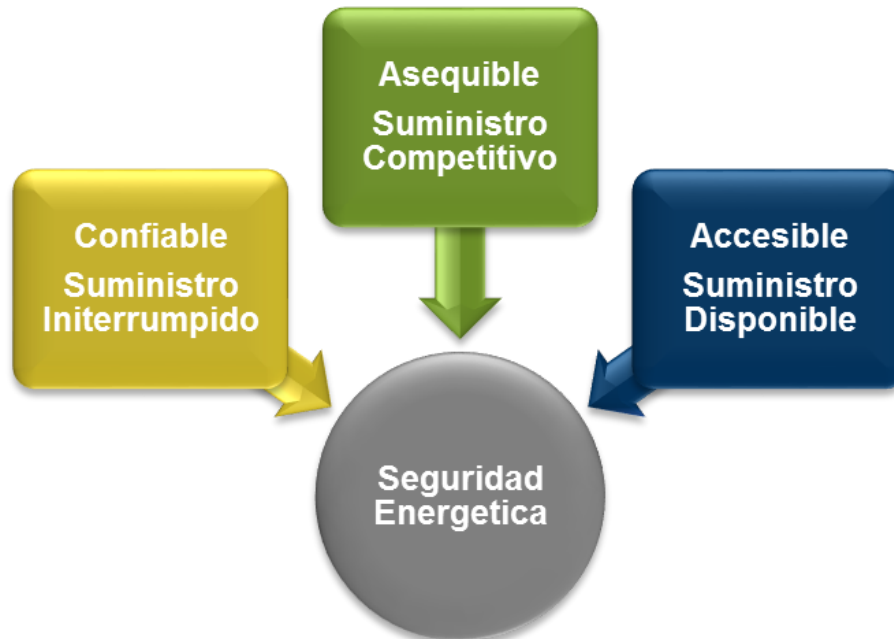 Asequible
Suministro
Competitivo
Confiable
Suministro
Initerrumpido
Accesible
Suministro
Disponible
Seguridad
Energetica